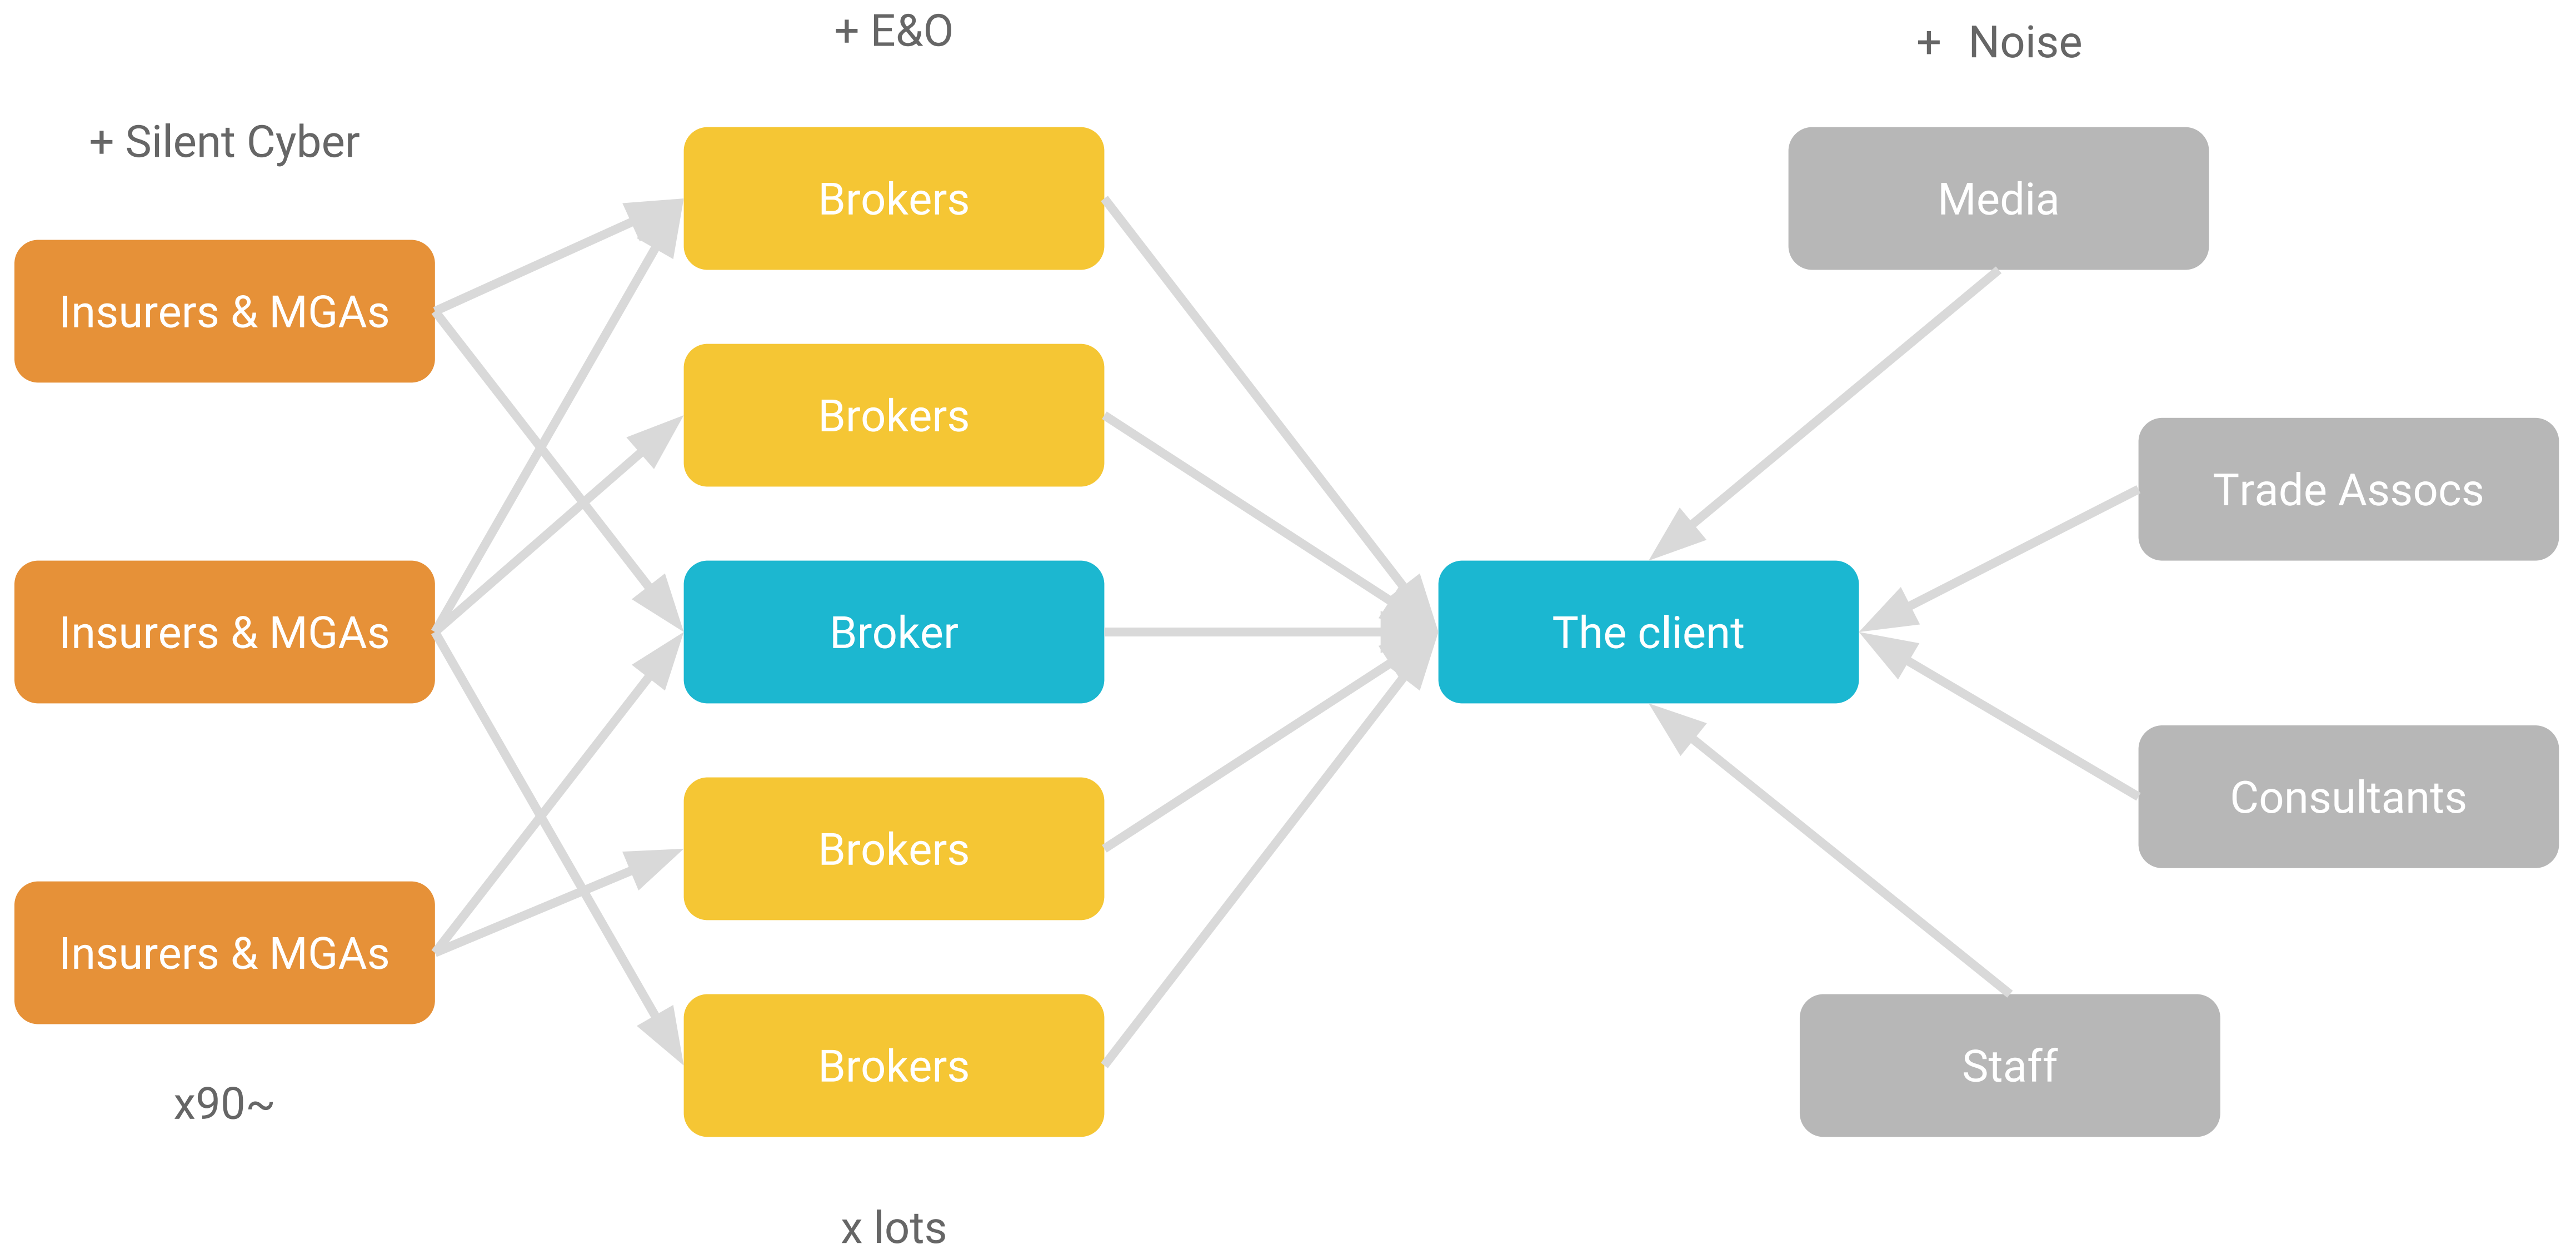 + E&O
+ Noise
+ Silent Cyber
Brokers
Media
Insurers & MGAs
Brokers
Trade Assocs
Insurers & MGAs
Broker
The client
Consultants
Brokers
Insurers & MGAs
Brokers
Staff
x90~
x lots